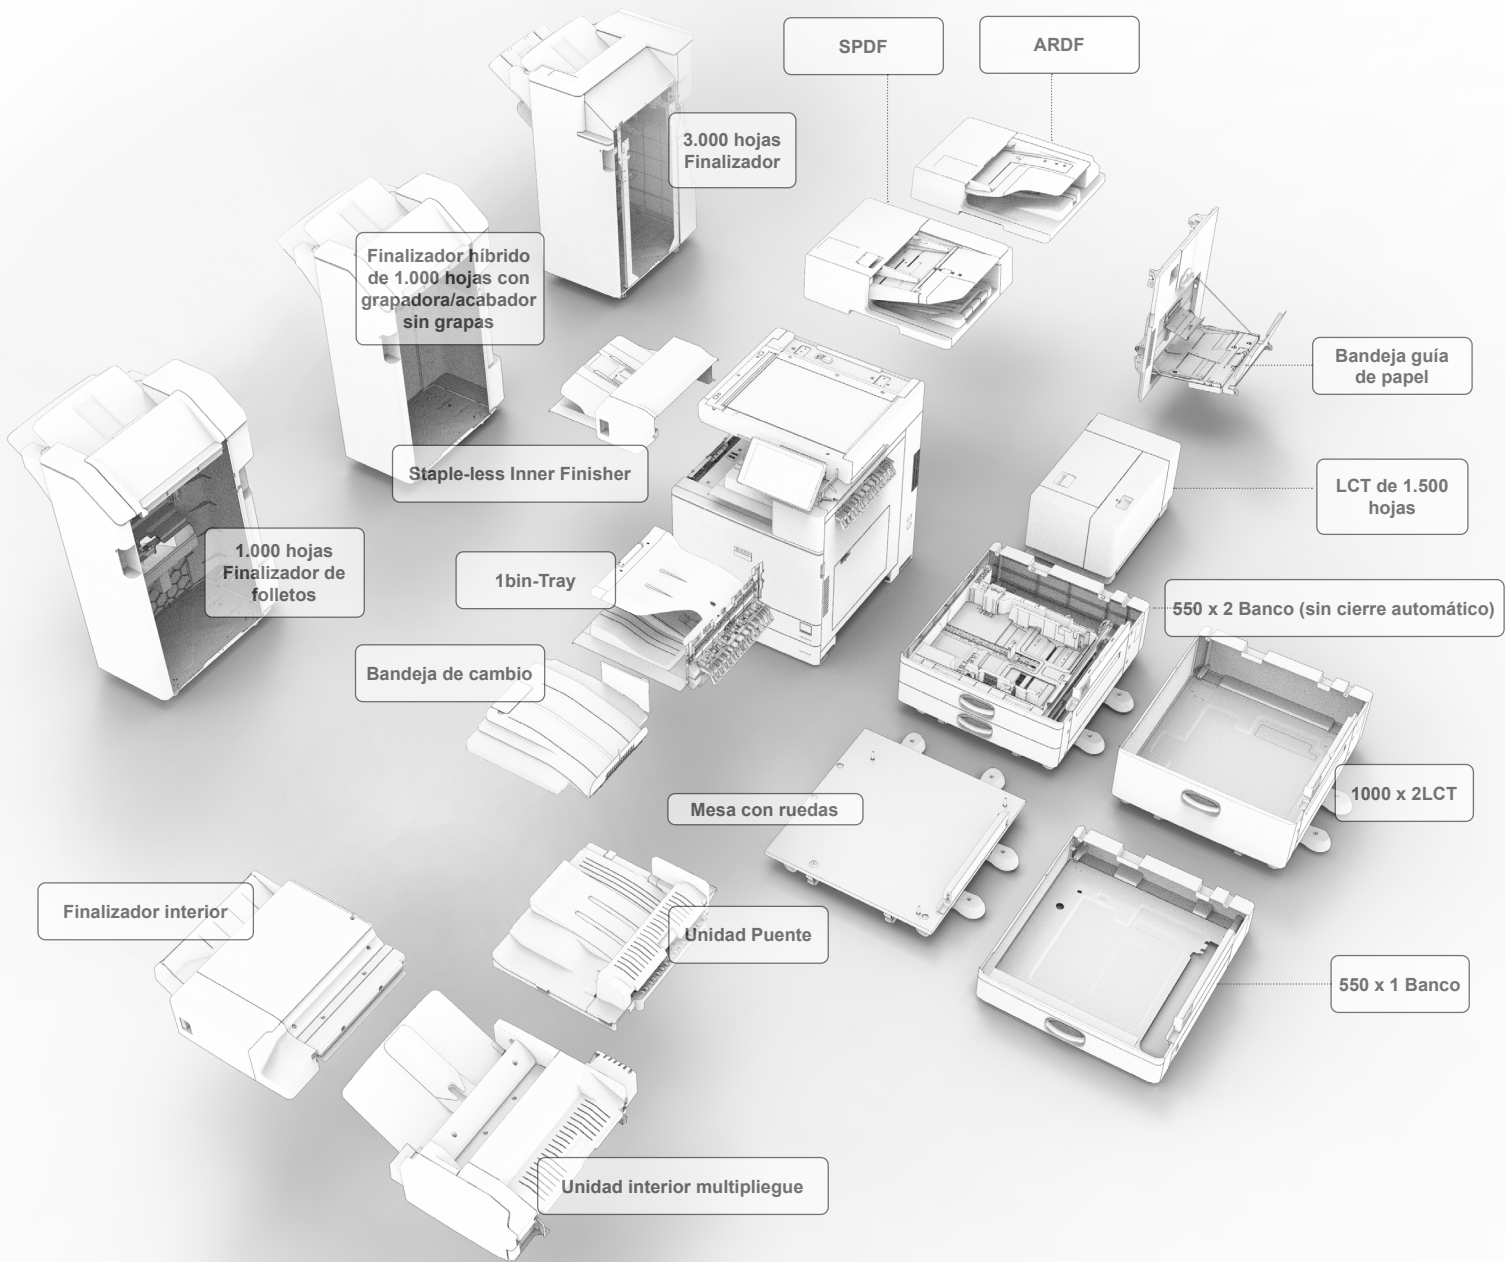 SPDF
ARDF
3.000 hojas
Finalizador
Finalizador híbrido
de 1.000 hojas con
grapadora/acabador
sin grapas
Bandeja guía
de papel
Staple-less Inner Finisher
LCT de 1.500
hojas
1.000 hojas
Finalizador de
folletos
1bin-Tray
550 x 2 Banco (sin cierre automático)
Bandeja de cambio
Mesa con ruedas
1000 x 2LCT
Finalizador interior
Unidad Puente
550 x 1 Banco
Unidad interior multipliegue